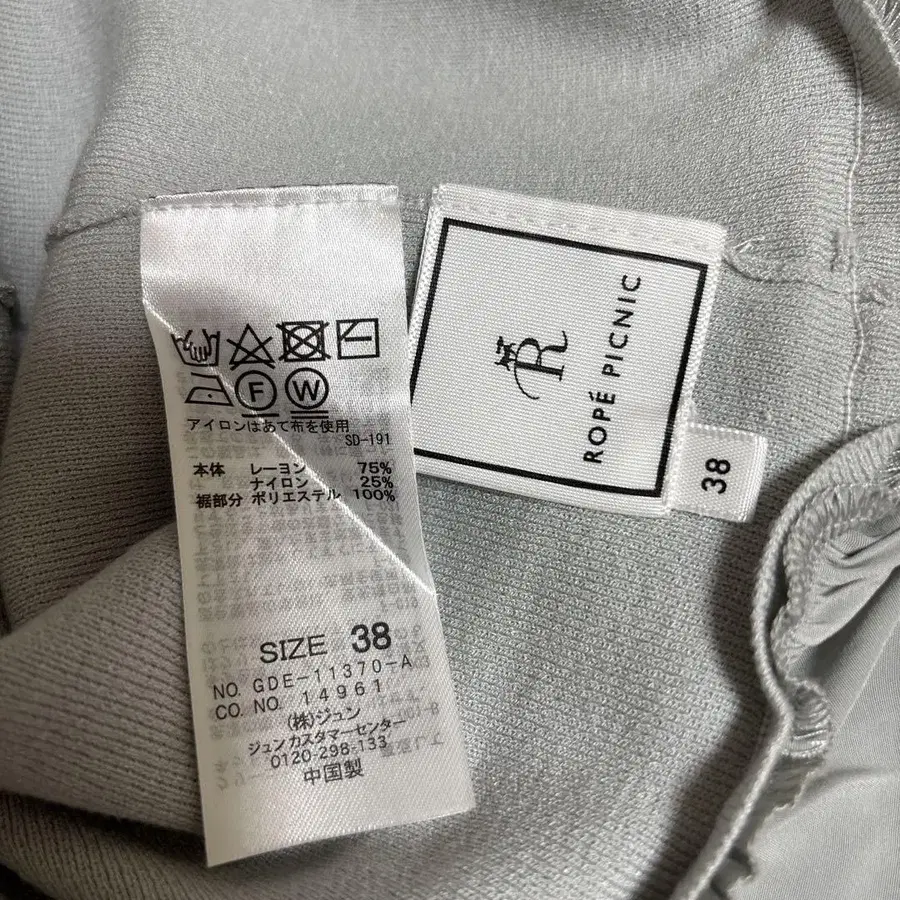 F W
アイロンはあて布を使用
SD-191
本体 レーヨン 75%
ナイロン 25%
裾部分 ポリエステル 100%
SIZE 38
NO. GDE-11370-A
CO. NO. 14961
(株)ジュン
ジュンカスタマーセンター
0120-298-133
中国製
R
ROPÉ PICNIC
38